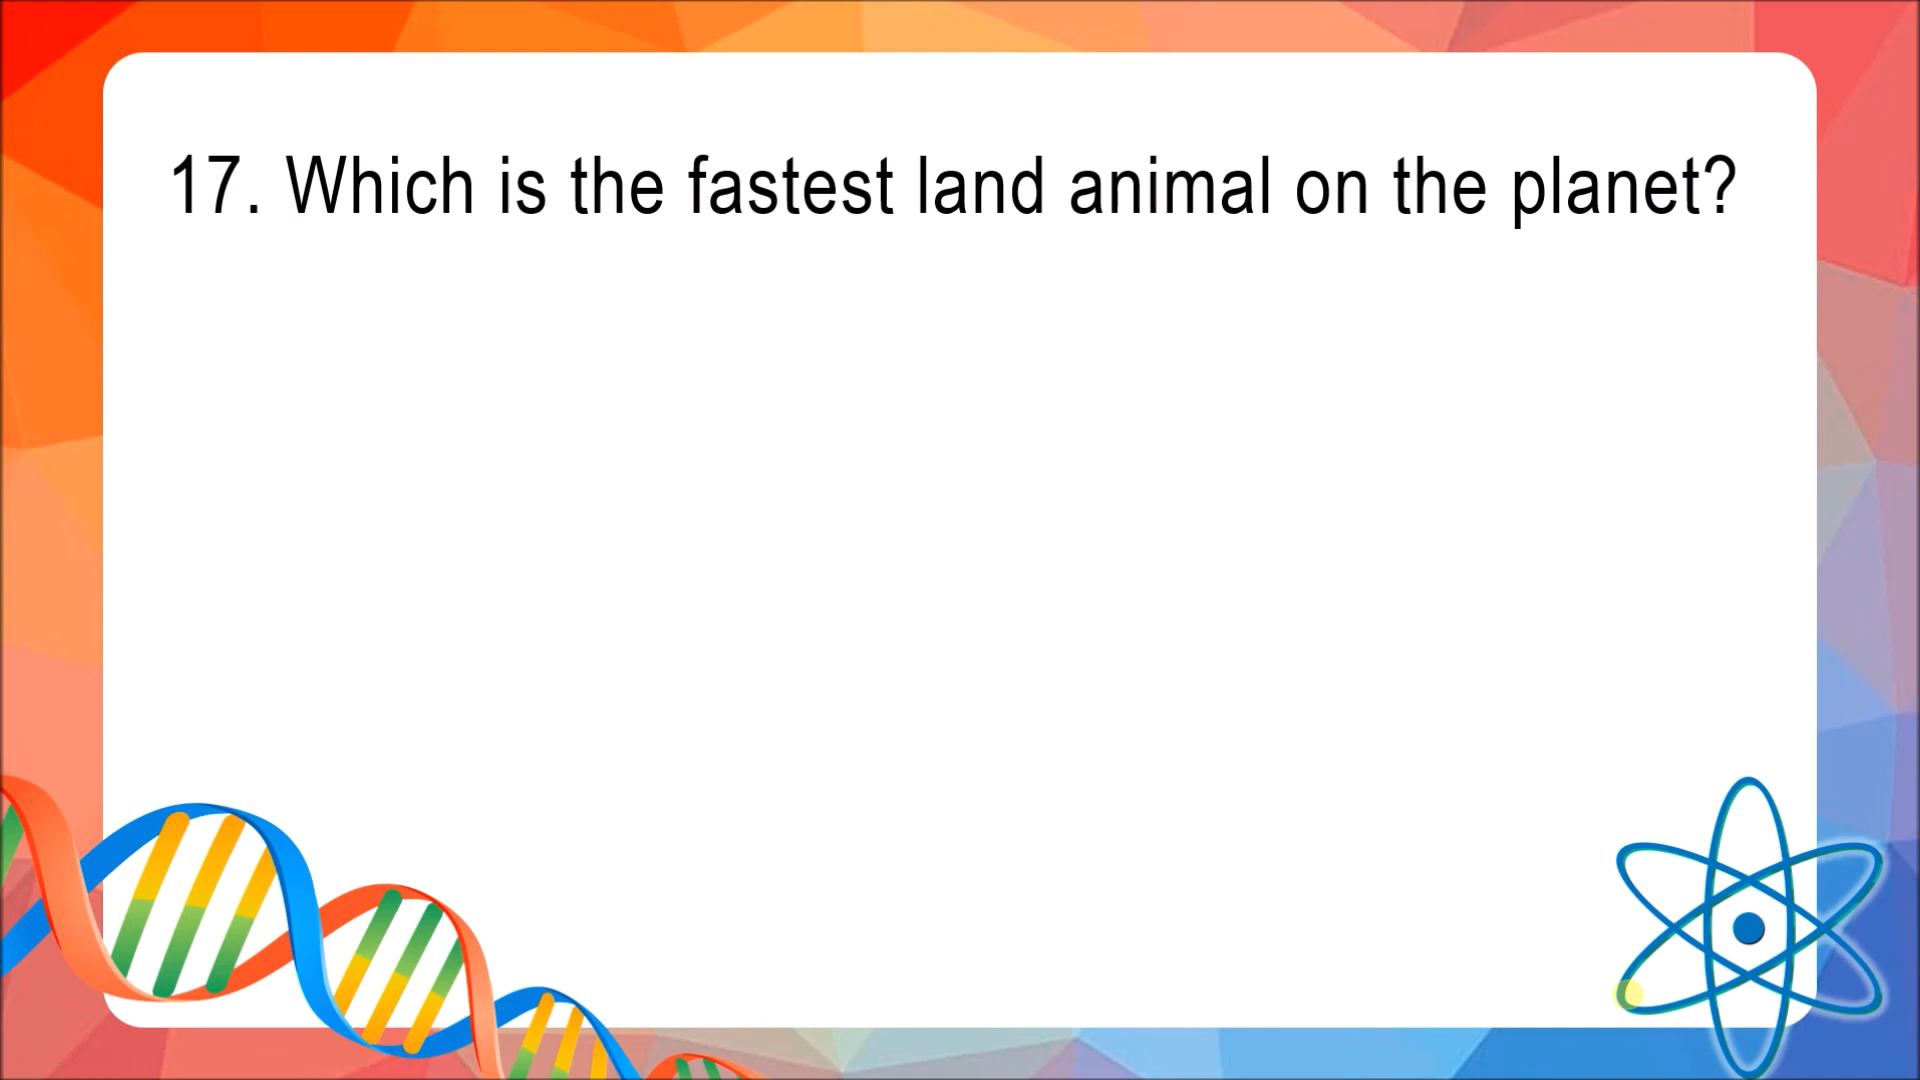 17. Which is the fastest land animal on the planet?